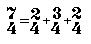 7/4 = 2/4 + 3/4 + 2/4